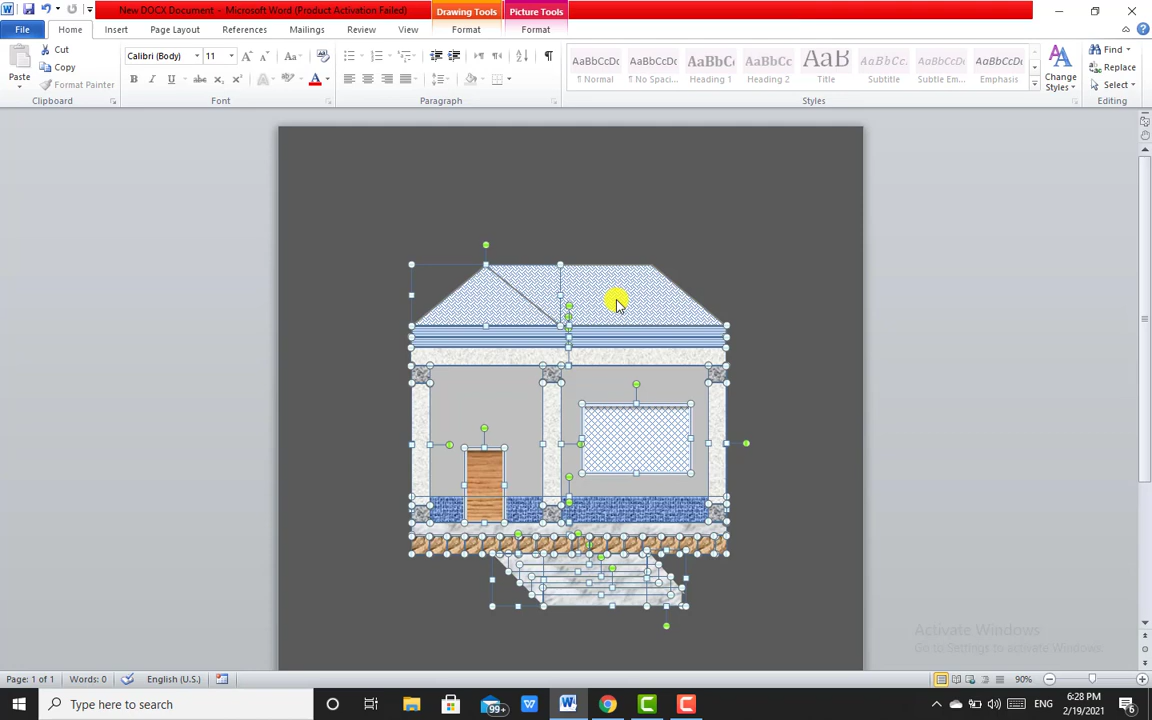 New DOCX Document - Microsoft Word (Product Activation Failed)
Drawing Tools
Picture Tools
File
Home
Insert
Page Layout
References
Mailings
Review
View
Format
Format
Paste
Cut
Copy
Format Painter
Clipboard
Calibri (Body)
11
Font
Paragraph
AaBbCcDc
¶ Normal
AaBbCcDc
¶ No Spaci...
AaBbC
Heading 1
AaBbCc
Heading 2
AaB
Title
AaBbCc.
Subtitle
AaBbCcDc
Subtle Em...
AaBbCcDc
Emphasis
Change
Styles
Styles
Find
Replace
Select
Editing
Activate Windows
Go to Settings to activate Windows.
Page: 1 of 1
Words: 0
English (U.S.)
90%
Type here to search
99+
ENG
6:28 PM
2/19/2021
6